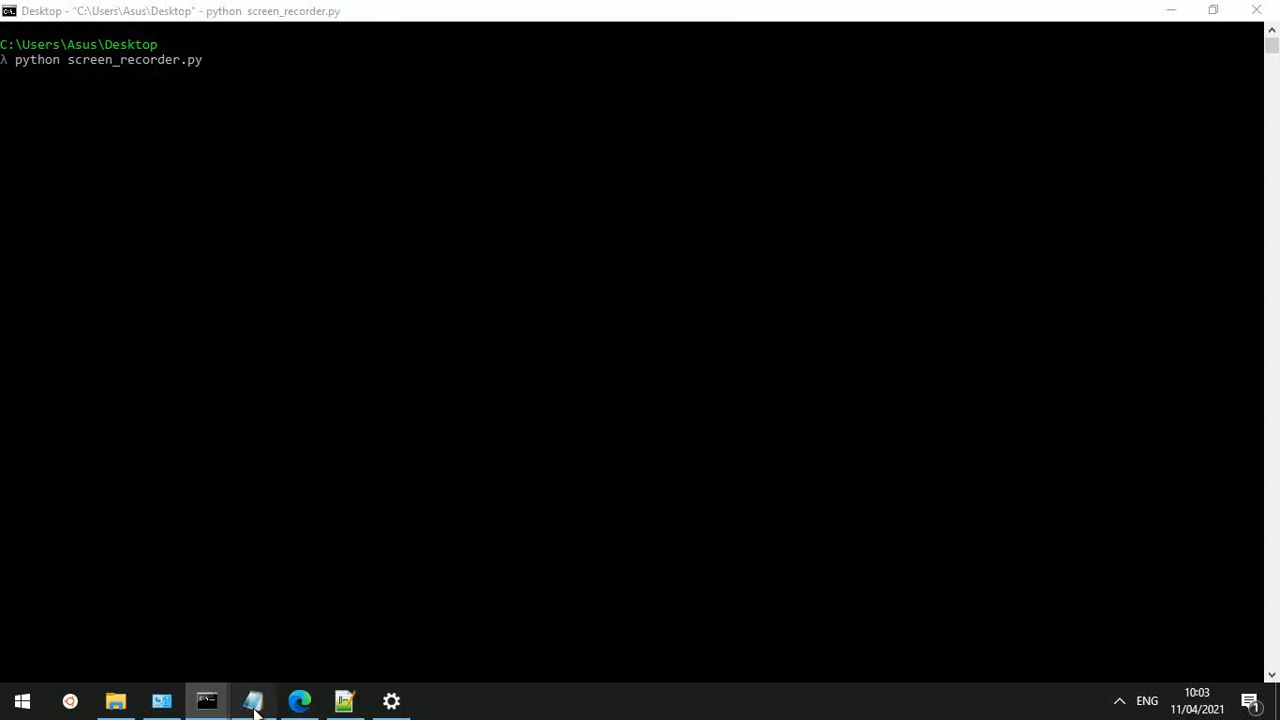 Desktop - "C:\Users\Asus\Desktop" - python  screen_recorder.py
C:\Users\Asus\Desktop
λ python screen_recorder.py
ENG
10:03
11/04/2021
1